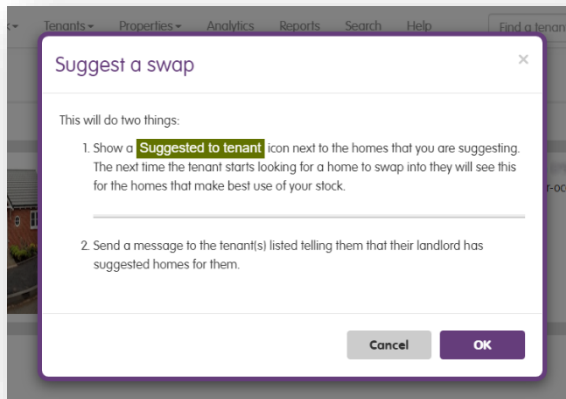 Tenants Properties Analytics Reports Search Help Find a tenan
Suggest a swap ×
This will do two things:
1. Show a Suggested to tenant icon next to the homes that you are suggesting.
The next time the tenant starts looking for a home to swap into they will see this
for the homes that make best use of your stock.
2. Send a message to the tenant(s) listed telling them that their landlord has
suggested homes for them.
Cancel OK